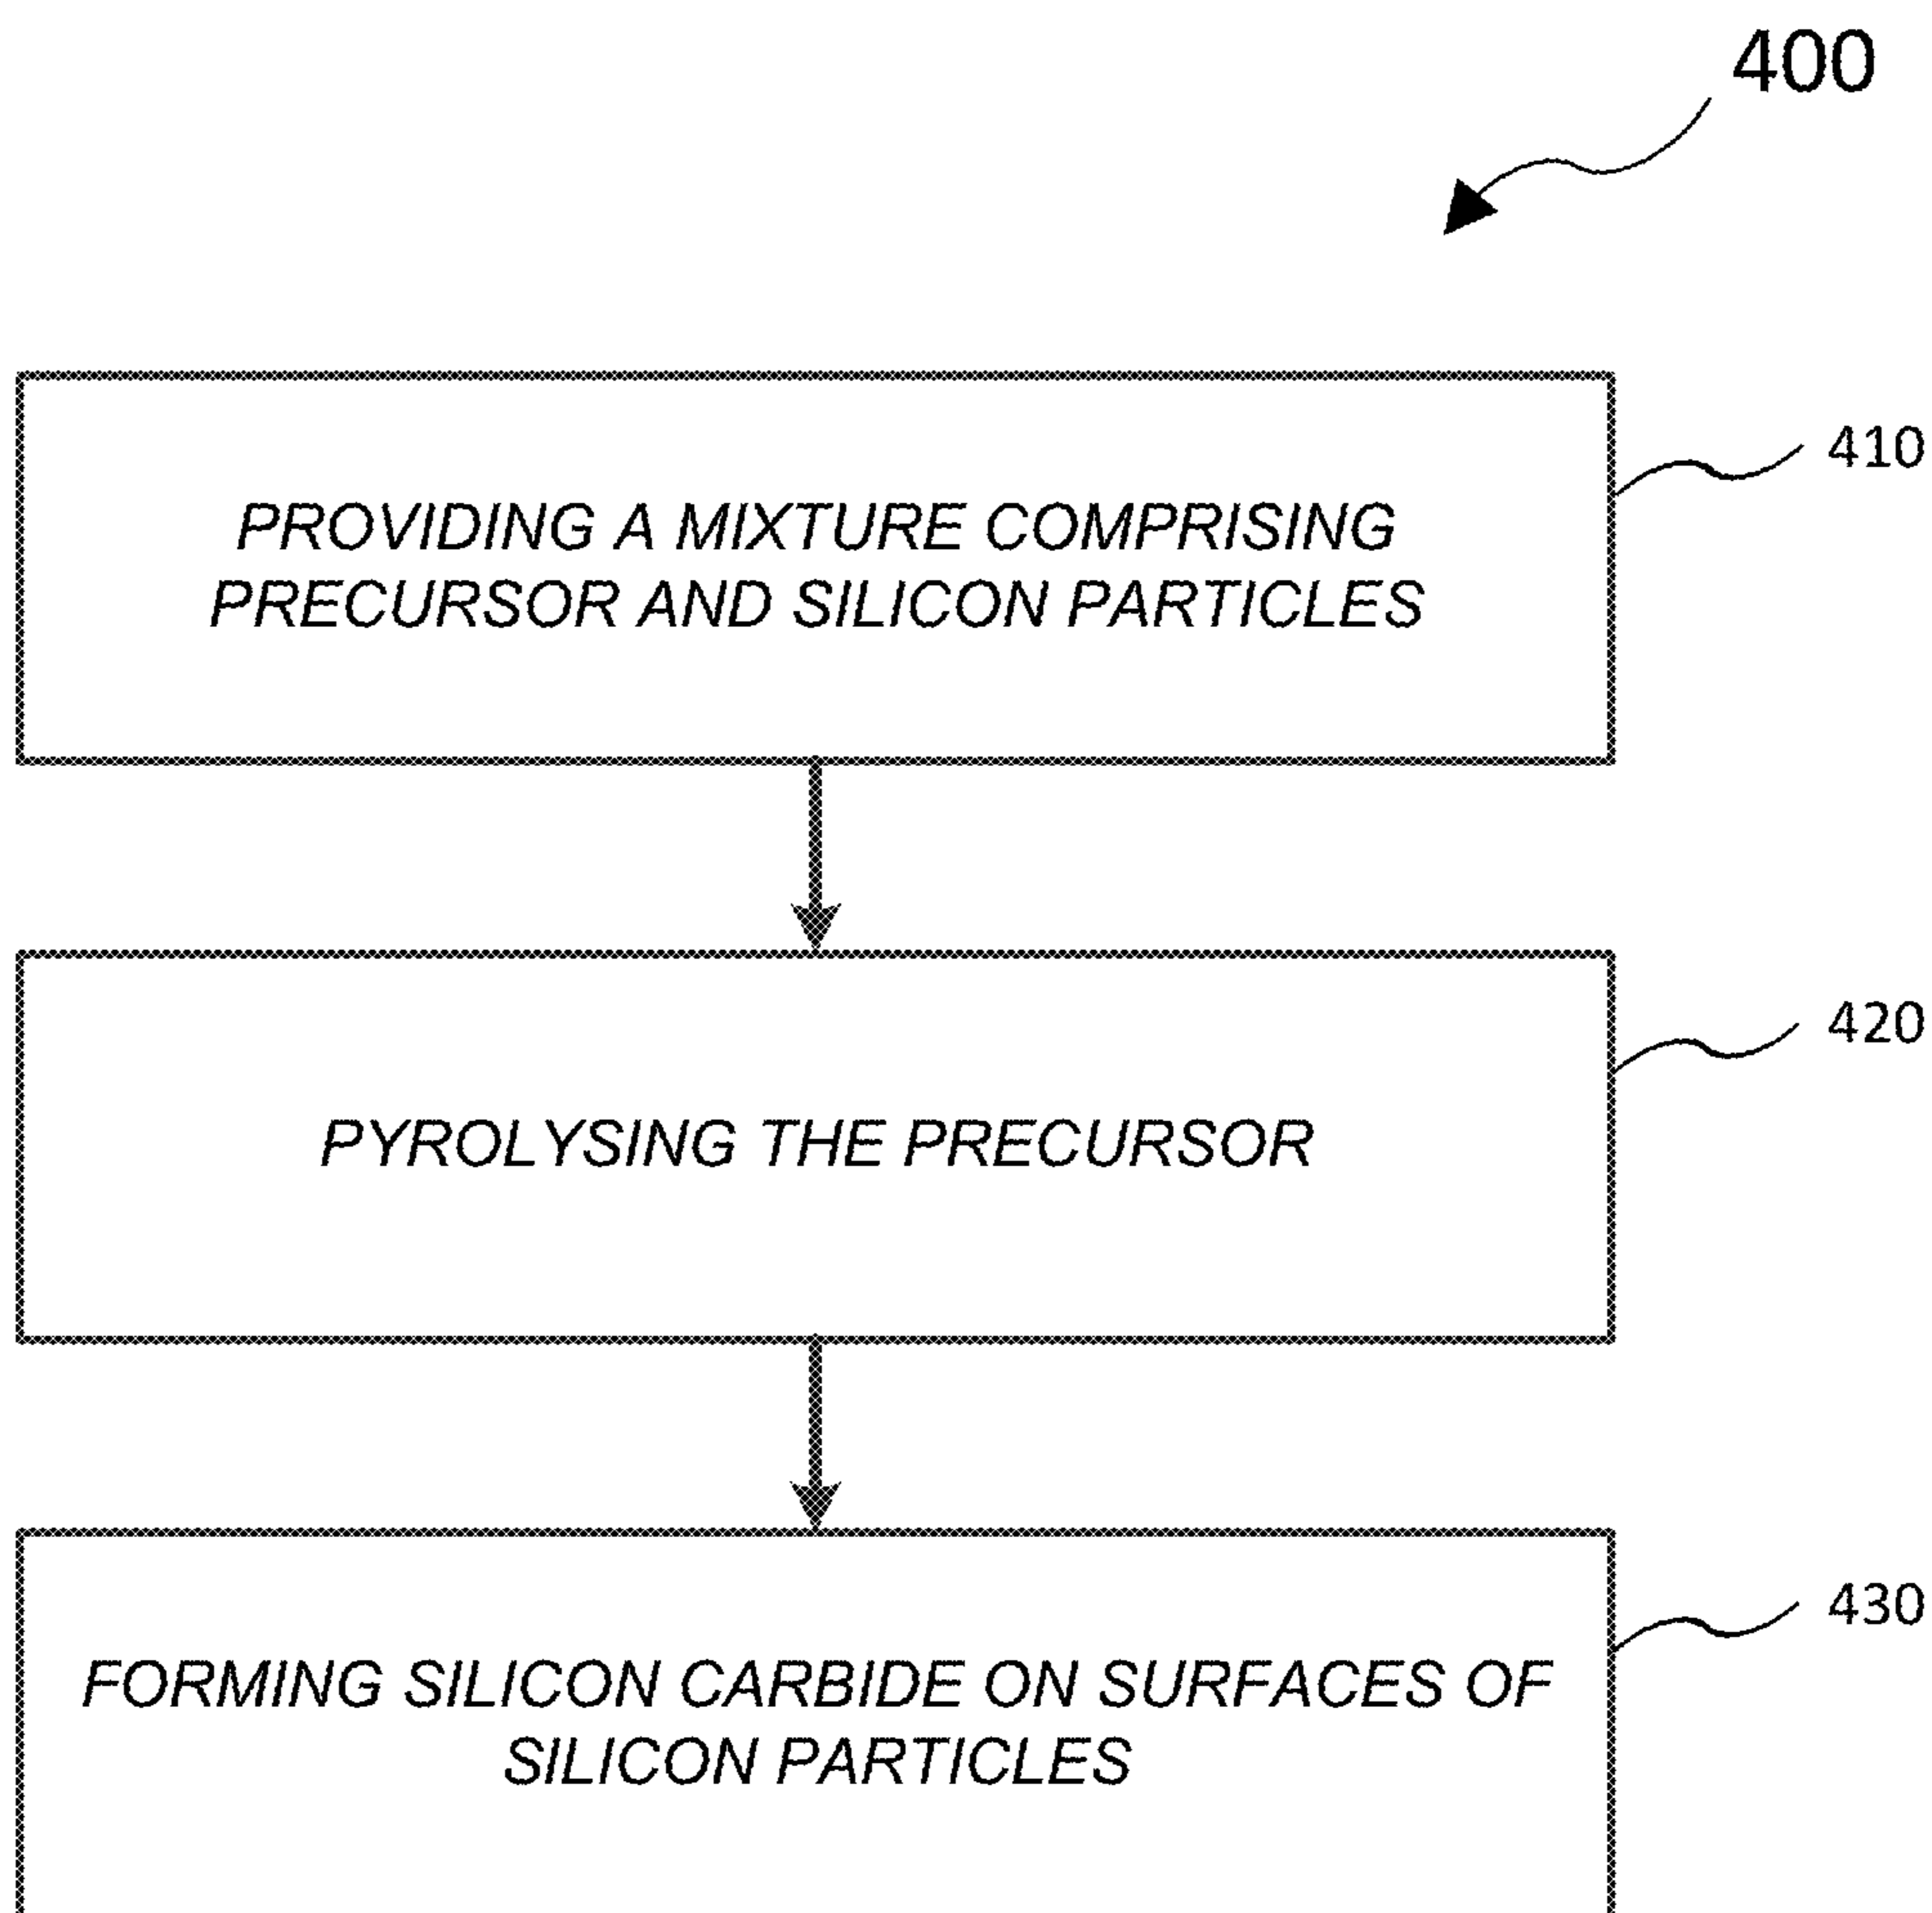 400
410
PROVIDING A MIXTURE COMPRISING
PRECURSOR AND SILICON PARTICLES
420
PYROLYSING THE PRECURSOR
430
FORMING SILICON CARBIDE ON SURFACES OF
SILICON PARTICLES